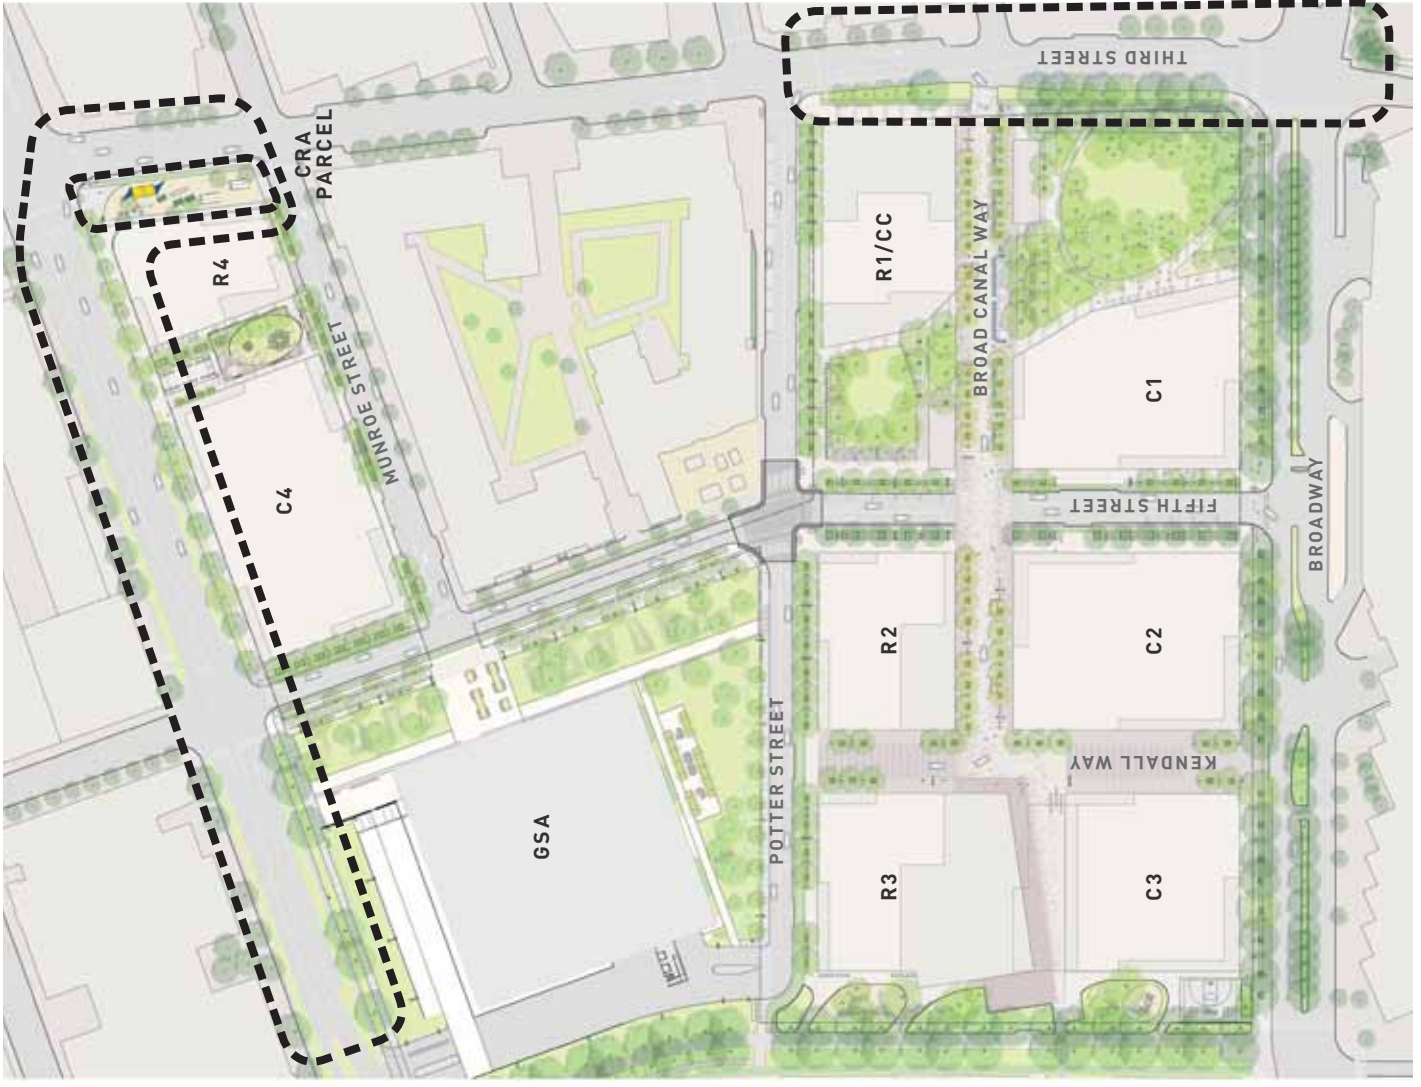 THIRD STREET
CRA
PARCEL
R4
R1/CC
BROAD CANAL WAY
MUNROE STREET
C1
C4
FIFTH STREET
BROADWAY
R2
C2
POTTER STREET
KENDALL WAY
GSA
R3
C3